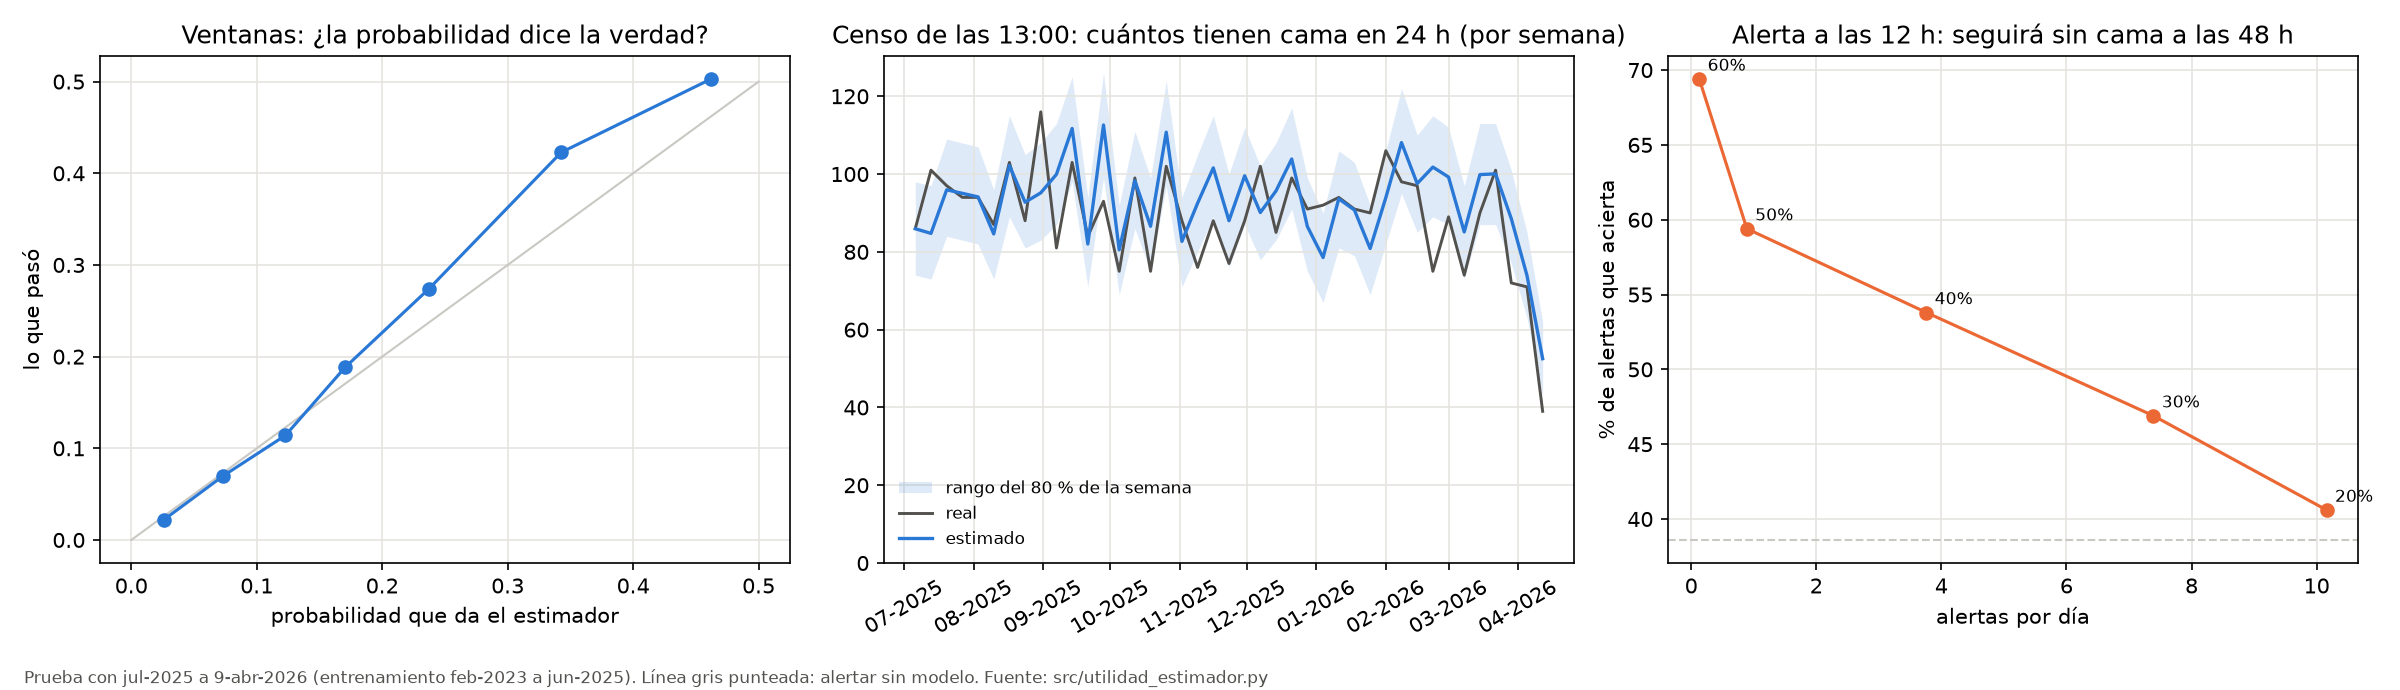 Ventanas: ¿la probabilidad dice la verdad?
0.5
0.4
0.3
0.2
0.1
0.0
lo que pasó
0.0 0.1 0.2 0.3 0.4 0.5
probabilidad que da el estimador
Censo de las 13:00: cuántos tienen cama en 24 h (por semana)
120
100
80
60
40
20
0
rango del 80 % de la semana
real
estimado
07-2025 08-2025 09-2025 10-2025 11-2025 12-2025 01-2026 02-2026 03-2026 04-2026
Alerta a las 12 h: seguirá sin cama a las 48 h
70
65
60
55
50
45
40
% de alertas que acierta
60%
50%
40%
30%
20%
0 2 4 6 8 10
alertas por día
Prueba con jul-2025 a 9-abr-2026 (entrenamiento feb-2023 a jun-2025). Línea gris punteada: alertar sin modelo. Fuente: src/utilidad_estimador.py